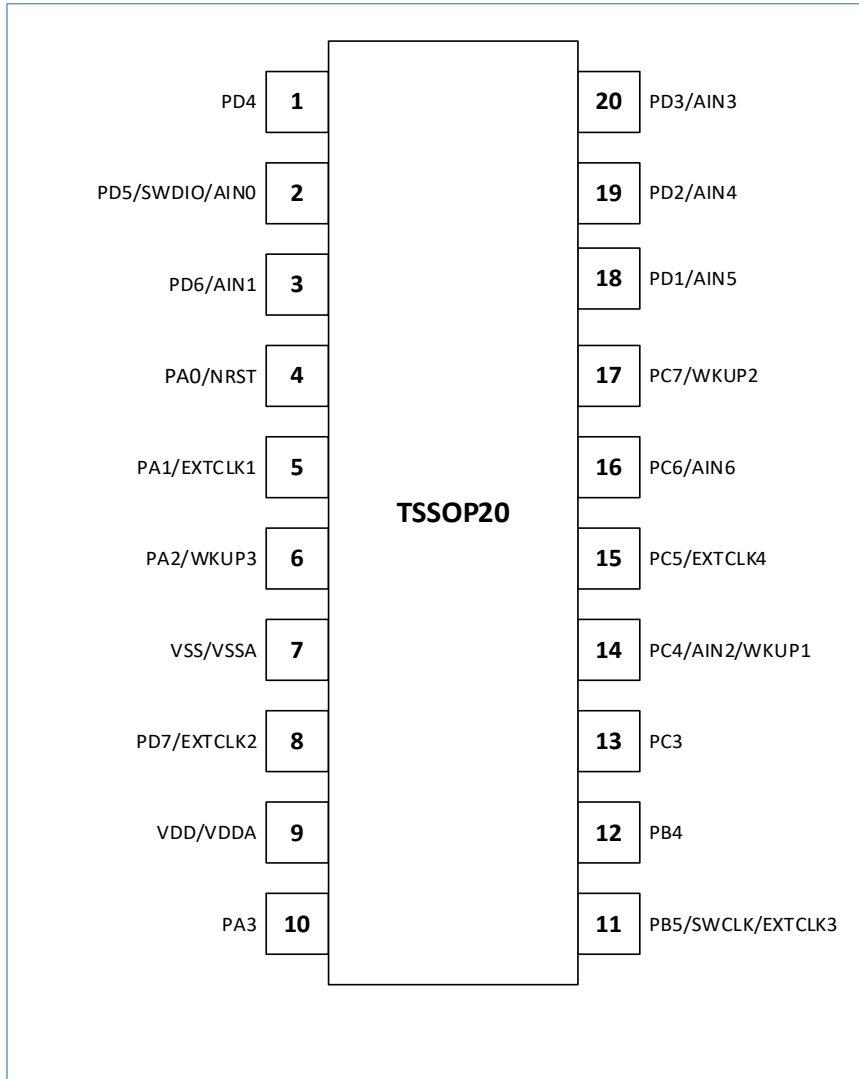 PD4 1 20 PD3/AIN3
PD5/SWDIO/AIN0 2 19 PD2/AIN4
PD6/AIN1 3 18 PD1/AIN5
PA0/NRST 4 17 PC7/WKUP2
PA1/EXTCLK1 5 16 PC6/AIN6
TSSOP20
PA2/WKUP3 6 15 PC5/EXTCLK4
VSS/VSSA 7 14 PC4/AIN2/WKUP1
PD7/EXTCLK2 8 13 PC3
VDD/VDDA 9 12 PB4
PA3 10 11 PB5/SWCLK/EXTCLK3